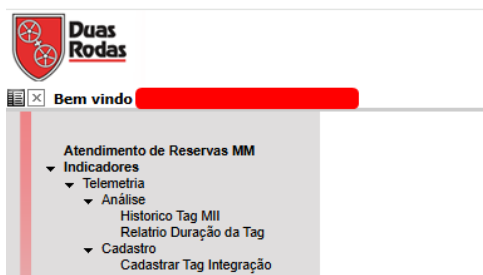 Duas
Rodas
Bem vindo
Atendimento de Reservas MM
Indicadores
Telemetria
Análise
Historico Tag MII
Relatrio Duração da Tag
Cadastro
Cadastrar Tag Integração